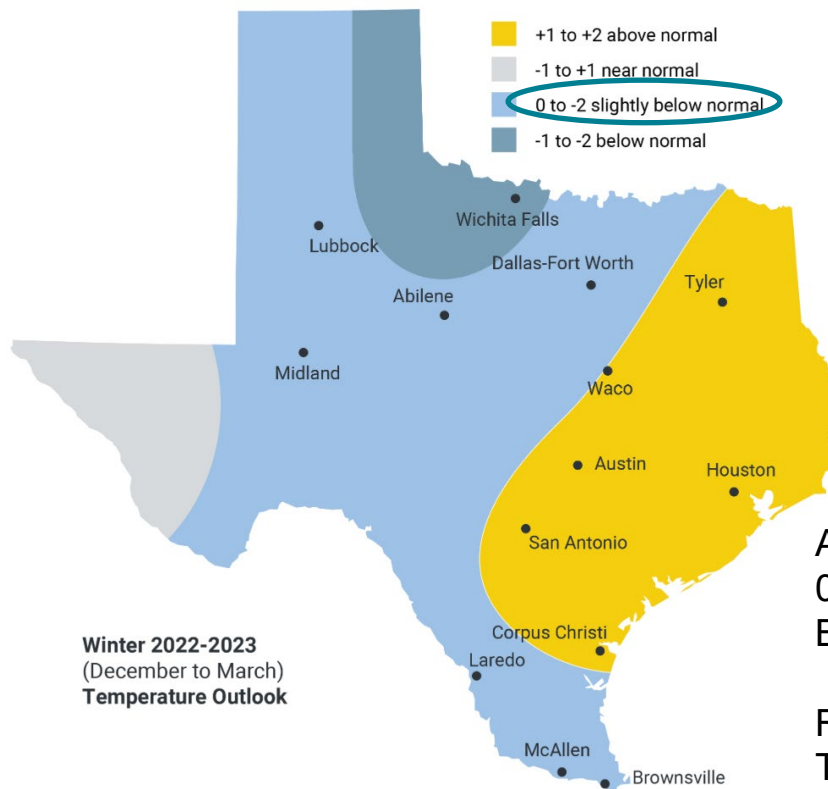 +1 to +2 above normal
-1 to +1 near normal
0 to -2 slightly below normal
-1 to -2 below normal
Wichita Falls
Lubbock
Dallas-Fort Worth
Tyler
Abilene
Midland
Waco
Austin
Houston
San Antonio
Corpus Christi
Laredo
McAllen
Brownsville
Winter 2022-2023
(December to March)
Temperature Outlook